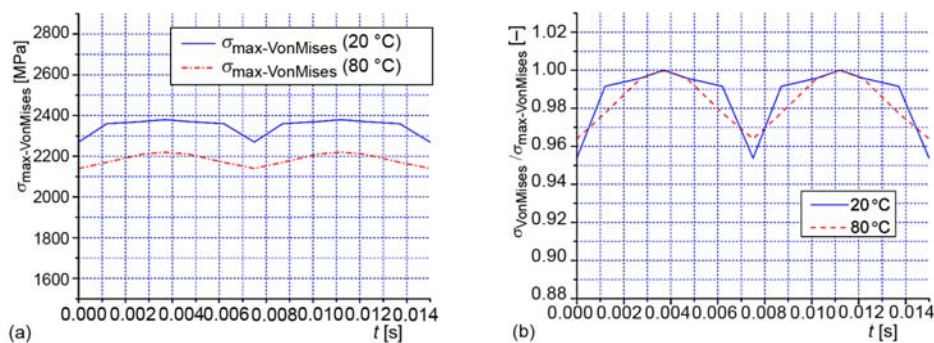 2800
2600
2400
2200
2000
1800
1600
σmax-VonMises [MPa]
σmax-VonMises (20 °C)
σmax-VonMises (80 °C)
0.000 0.002 0.004 0.006 0.008 0.010 0.012 0.014
t [s]
(a)
1.02
1.00
0.98
0.96
0.94
0.92
0.90
0.88
σVonMises /σmax-VonMises [–]
20 °C
80 °C
0.000 0.002 0.004 0.006 0.008 0.010 0.012 0.014
t [s]
(b)